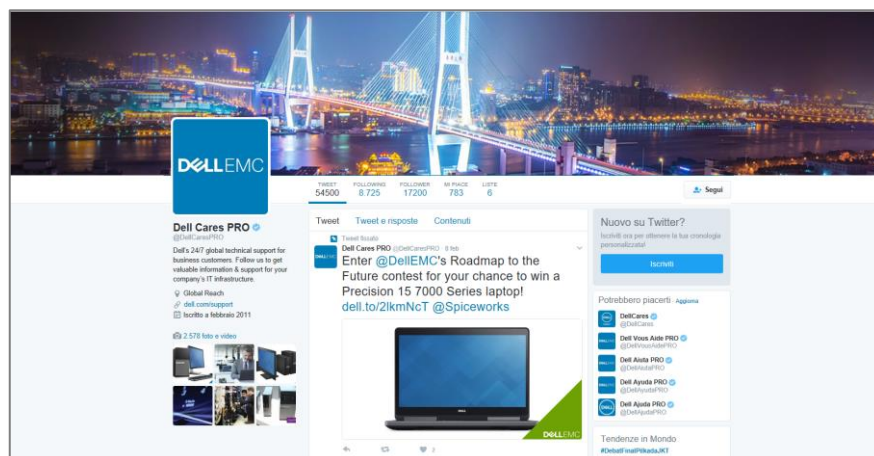 DELLEMC
TWEET
54500
FOLLOWING
8.725
FOLLOWER
17200
MI PIACE
783
LISTE
6
Segui
Dell Cares PRO
@DellCaresPRO
Dell's 24/7 global technical support for
business customers. Follow us to get
valuable information & support for your
company's IT infrastructure.
Global Reach
dell.com/support
Iscritto a febbraio 2011
2.578 foto e video
Tweet Tweet e risposte Contenuti
Tweet fissato
Dell Cares PRO @DellCaresPRO · 8 feb
Enter @DellEMC's Roadmap to the
Future contest for your chance to win a
Precision 15 7000 Series laptop!
dell.to/2lkmNcT @Spiceworks
DELLEMC
Nuovo su Twitter?
Iscriviti ora per ottenere la tua cronologia
personalizzata!
Iscriviti
Potrebbero piacerti · Aggiorna
DellCares
@DellCares
Dell Vous Aide PRO
@DellVousAidePRO
Dell Aiuta PRO
@DellAiutaPRO
Dell Ayuda PRO
@DellAyudaPRO
Dell Ajuda PRO
@DellAjudaPRO
Tendenze in Mondo
#DebatFinalPilkadaJKT